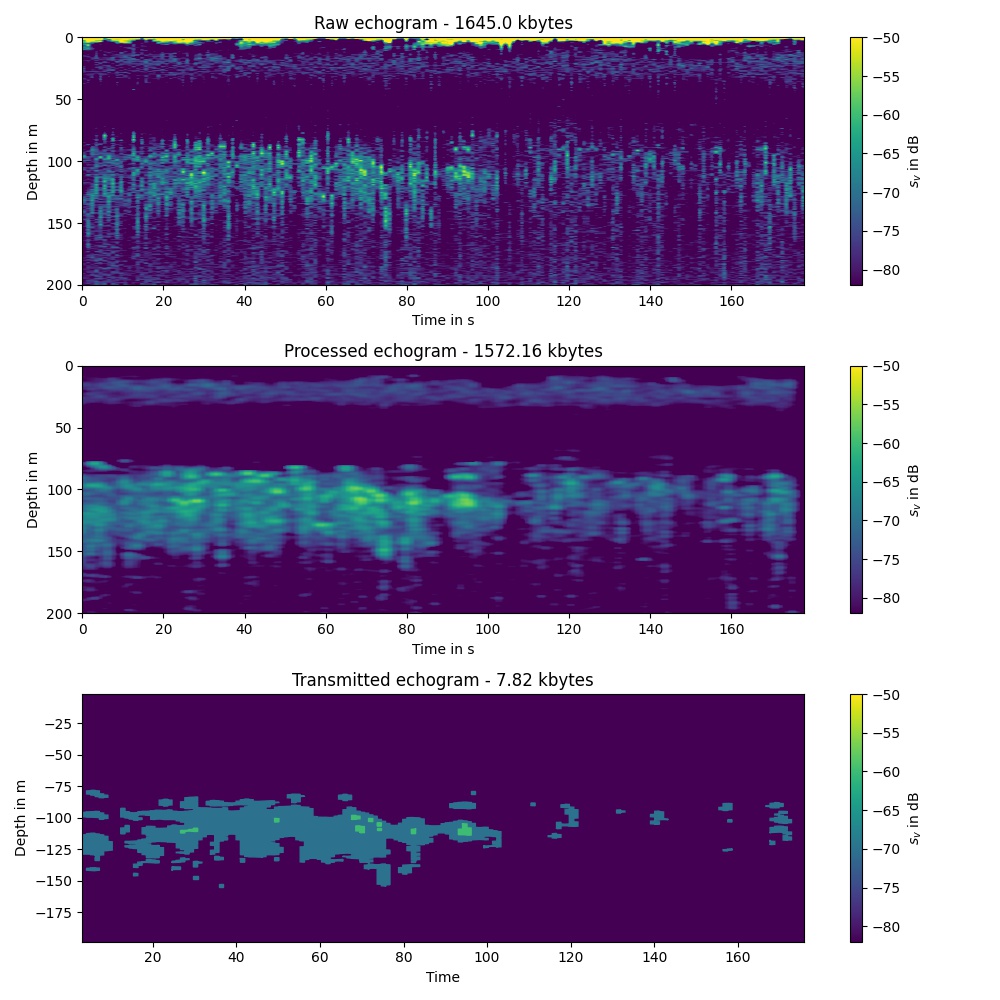 Raw echogram - 1645.0 kbytes
0
50
100
150
200
Depth in m
0 20 40 60 80 100 120 140 160
Time in s
−50
−55
−60
−65
−70
−75
−80
s_v in dB
Processed echogram - 1572.16 kbytes
0
50
100
150
200
Depth in m
0 20 40 60 80 100 120 140 160
Time in s
−50
−55
−60
−65
−70
−75
−80
s_v in dB
Transmitted echogram - 7.82 kbytes
−25
−50
−75
−100
−125
−150
−175
Depth in m
20 40 60 80 100 120 140 160
Time
−50
−55
−60
−65
−70
−75
−80
s_v in dB